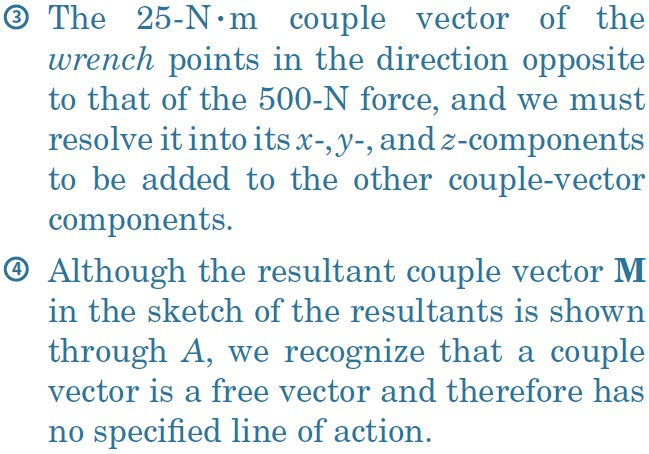 ③ The 25-N·m couple vector of the
wrench points in the direction opposite
to that of the 500-N force, and we must
resolve it into its x-, y-, and z-components
to be added to the other couple-vector
components.
④ Although the resultant couple vector M
in the sketch of the resultants is shown
through A, we recognize that a couple
vector is a free vector and therefore has
no specified line of action.